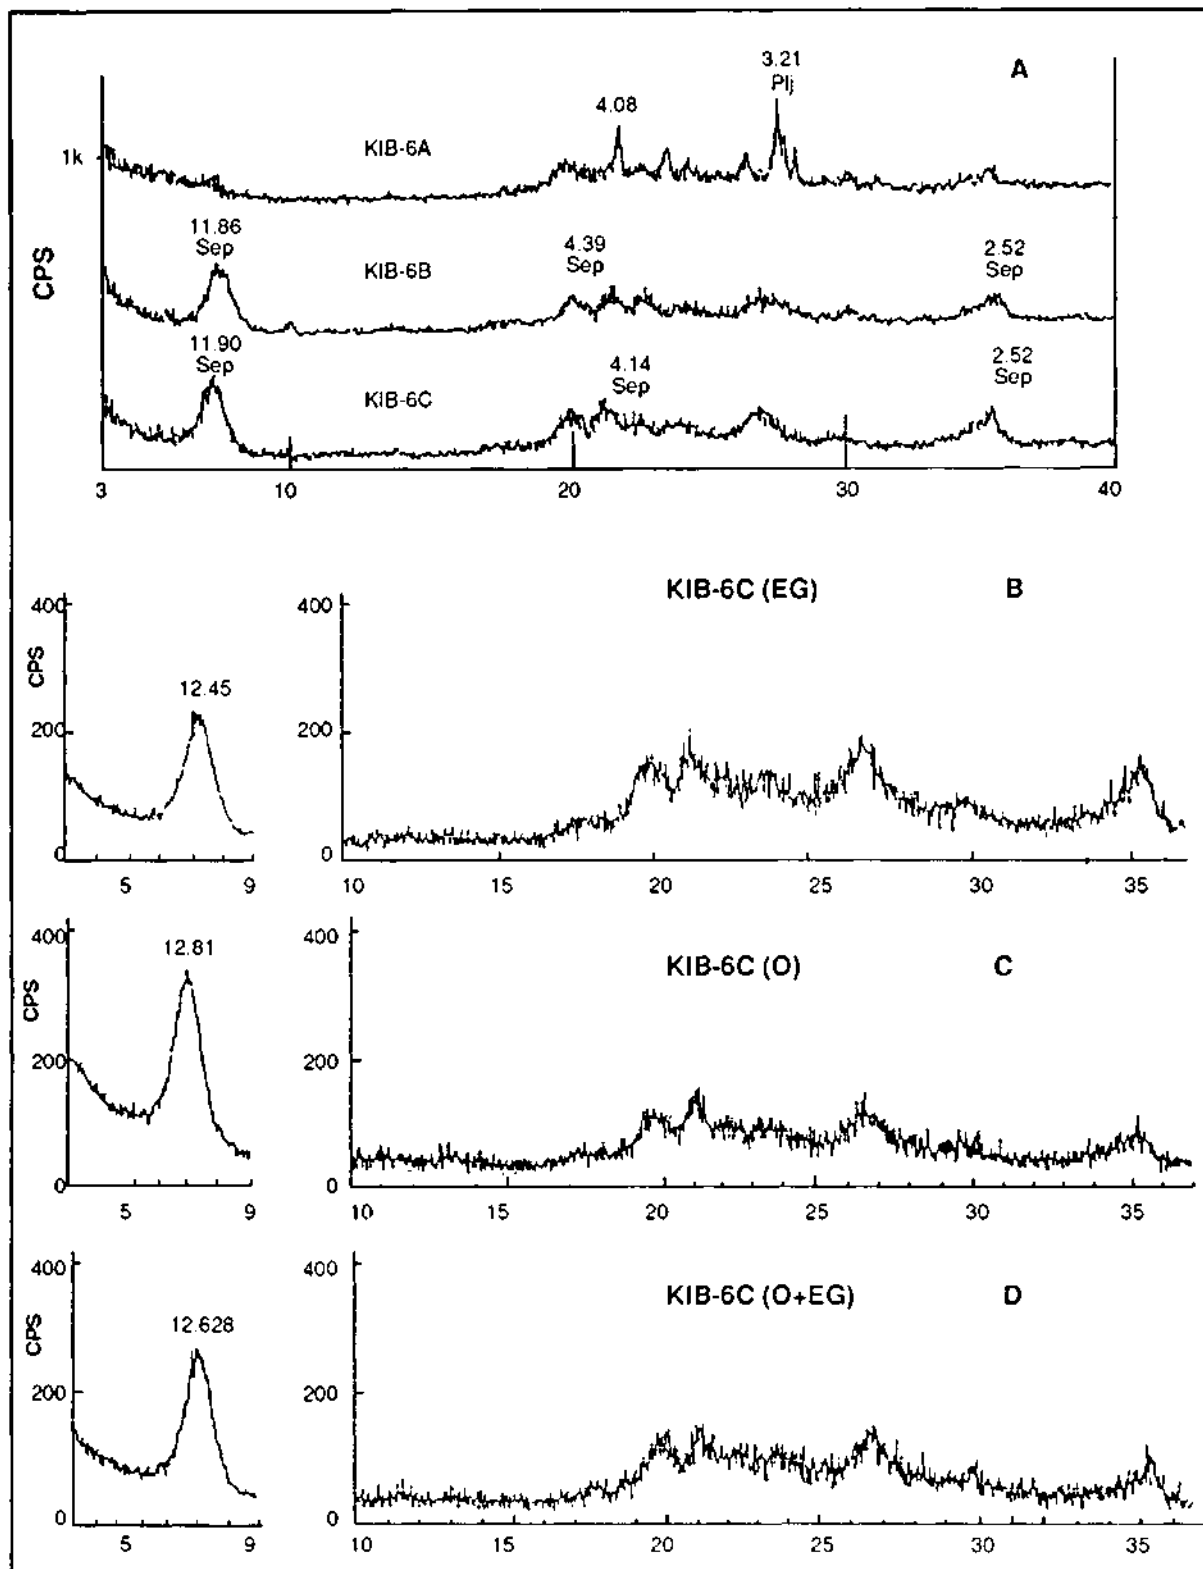 3.21
A
Plj
4.08
1k
KIB-6A
11.86
Sep
KIB-6B
4.39
Sep
2.52
Sep
CPS
11.90
Sep
KIB-6C
4.14
Sep
2.52
Sep
3 10 20 30 40
KIB-6C (EG) B
400 400
CPS
12.45
200 200
0 0
5 9 10 15 20 25 30 35
400 400
12.81
KIB-6C (O) C
CPS
200 200
0 0
5 9 10 15 20 25 30 35
400 400
KIB-6C (O+EG) D
12.628
CPS
200 200
0 0
5 9 10 15 20 25 30 35